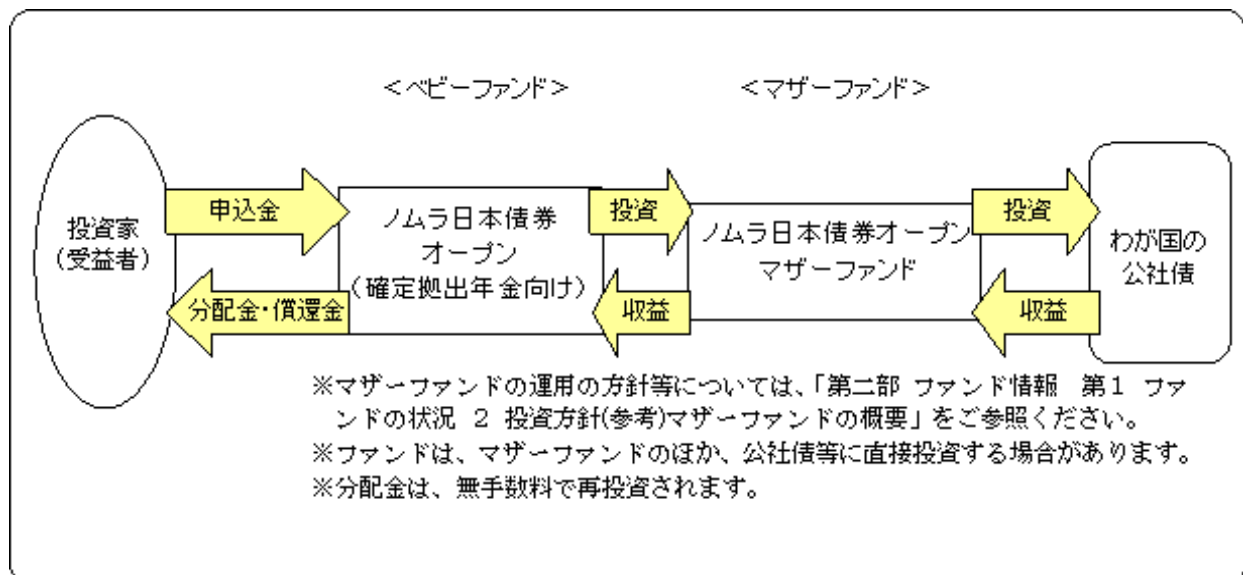 <ベビーファンド>
<マザーファンド>
投資家
(受益者)
申込金
分配金・償還金
ノムラ日本債券
オープン
(確定拠出年金向け)
投資
収益
ノムラ日本債券オープン
マザーファンド
投資
収益
わが国の
公社債
※マザーファンドの運用の方針等については、「第二部 ファンド情報 第1 ファ
ンドの状況 2 投資方針(参考)マザーファンドの概要」をご参照ください。
※ファンドは、マザーファンドのほか、公社債等に直接投資する場合があります。
※分配金は、無手数料で再投資されます。